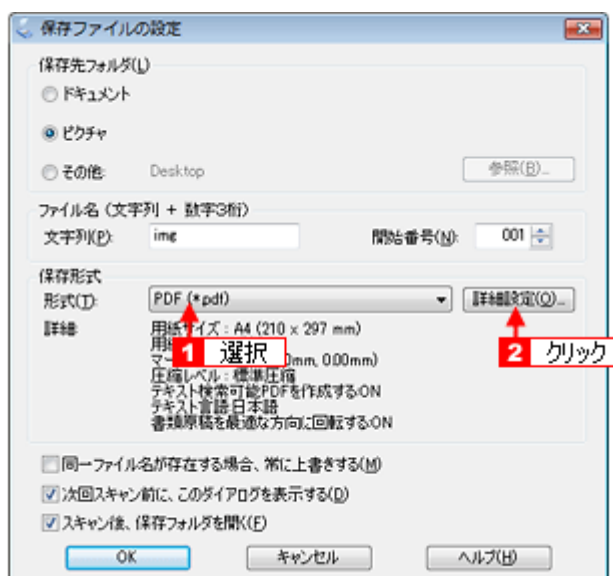 保存ファイルの設定
保存先フォルダ(L)
ドキュメント
ピクチャ
その他: Desktop 参照(B)...
ファイル名 (文字列 + 数字3桁)
文字列(P): img 開始番号(N): 001
保存形式
形式(T): PDF (*.pdf) 詳細設定(O)...
詳細: 用紙サイズ : A4 (210 x 297 mm)
1 選択 2 クリック
0mm, 0.00mm)
圧縮レベル : 標準圧縮
テキスト検索可能PDFを作成する:ON
テキスト言語:日本語
書類原稿を最適な方向に回転する:ON
同一ファイル名が存在する場合、常に上書きする(M)
次回スキャン前に、このダイアログを表示する(D)
スキャン後、保存フォルダを開く(F)
OK キャンセル ヘルプ(H)